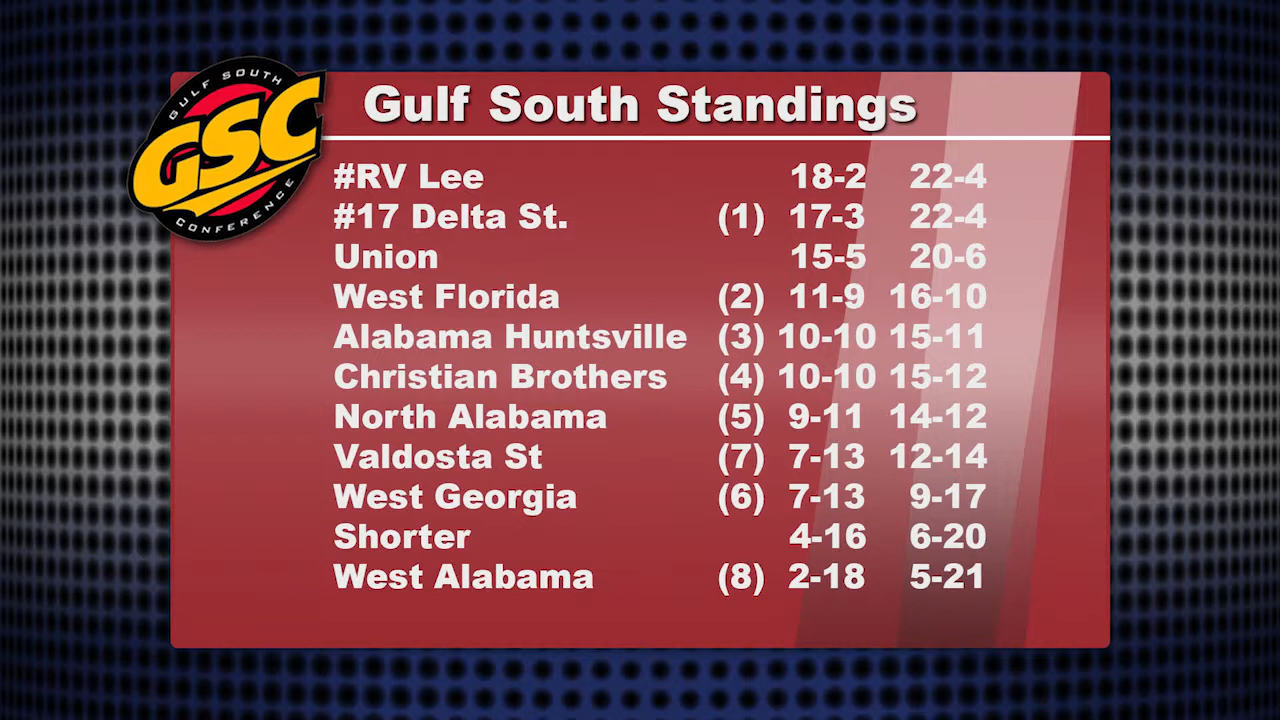 GULF SOUTH
GSC
CONFERENCE
Gulf South Standings
#RV Lee 18-2 22-4
#17 Delta St. (1) 17-3 22-4
Union 15-5 20-6
West Florida (2) 11-9 16-10
Alabama Huntsville (3) 10-10 15-11
Christian Brothers (4) 10-10 15-12
North Alabama (5) 9-11 14-12
Valdosta St (7) 7-13 12-14
West Georgia (6) 7-13 9-17
Shorter 4-16 6-20
West Alabama (8) 2-18 5-21